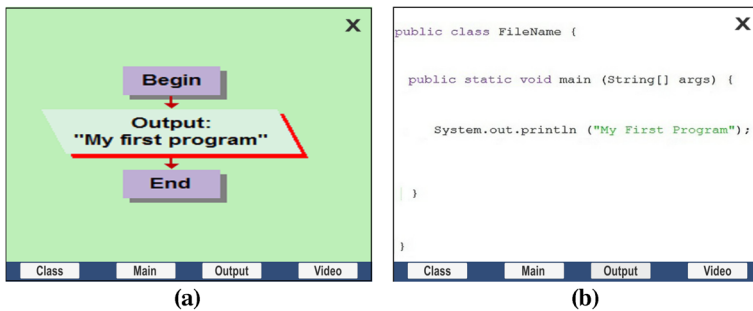 X
Begin
Output:
"My first program"
End
Class Main Output Video
(a)
X
public class FileName {
public static void main (String[] args) {
System.out.println ("My First Program");
}
}
Class Main Output Video
(b)